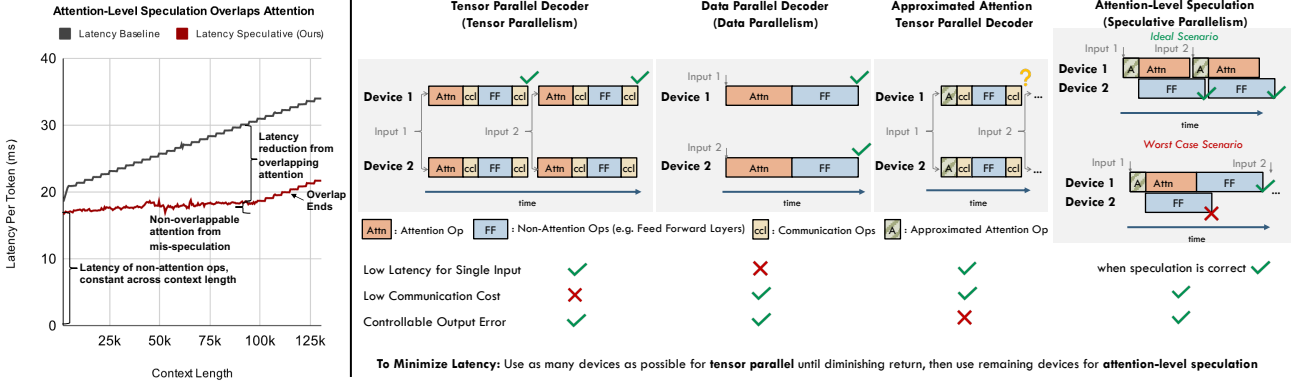 Attention-Level Speculation Overlaps Attention
Latency Baseline
Latency Speculative (Ours)
Latency Per Token (ms)
40
30
20
10
0
Latency
reduction from
overlapping
attention
Overlap
Ends
Non-overlappable
attention from
mis-speculation
Latency of non-attention ops,
constant across context length
25k
50k
75k
100k
125k
Context Length
Tensor Parallel Decoder
(Tensor Parallelism)
Device 1
Attn ccl FF ccl Attn ccl FF ccl
Input 1
Input 2
Device 2
Attn ccl FF ccl Attn ccl FF ccl
time
Data Parallel Decoder
(Data Parallelism)
Input 1
Device 1
Attn FF
Input 2
Device 2
Attn FF
time
Approximated Attention
Tensor Parallel Decoder
?
Device 1
A ccl FF ccl ...
Input 1
Input 2
Device 2
A ccl FF ccl ...
time
Attention-Level Speculation
(Speculative Parallelism)
Ideal Scenario
Input 1
Input 2
Device 1
A Attn A Attn
Device 2
FF FF
time
Worst Case Scenario
Input 1
Input 2
Device 1
A Attn FF
...
Device 2
FF
time
Attn : Attention Op
FF : Non-Attention Ops (e.g. Feed Forward Layers)
ccl : Communication Ops
A : Approximated Attention Op
Low Latency for Single Input
when speculation is correct
Low Communication Cost
Controllable Output Error
To Minimize Latency: Use as many devices as possible for tensor parallel until diminishing return, then use remaining devices for attention-level speculation